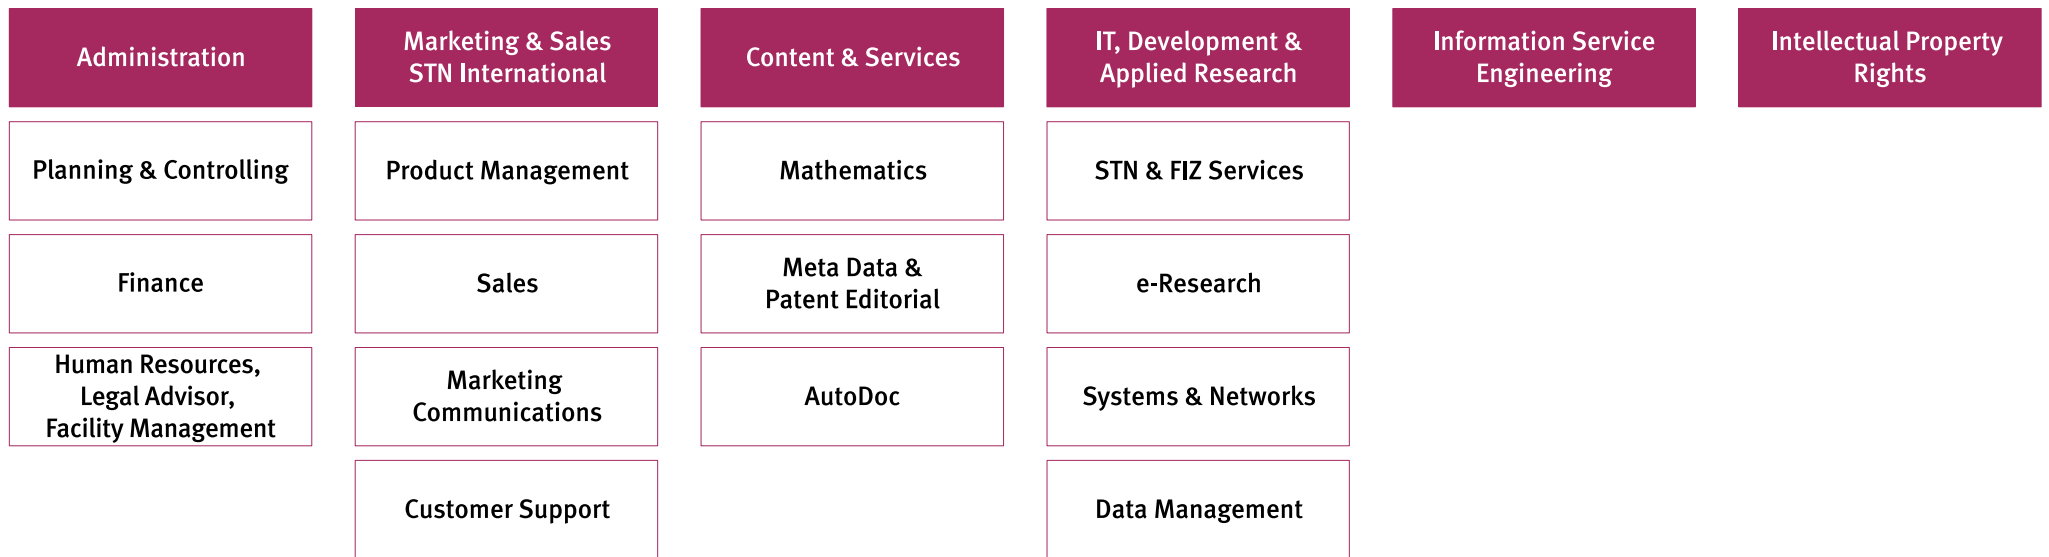 Administration
Marketing & Sales
STN International
Content & Services
IT, Development &
Applied Research
Information Service
Engineering
Intellectual Property
Rights
Planning & Controlling
Product Management
Mathematics
STN & FIZ Services
Finance
Sales
Meta Data &
Patent Editorial
e-Research
Human Resources,
Legal Advisor,
Facility Management
Marketing
Communications
AutoDoc
Systems & Networks
Customer Support
Data Management